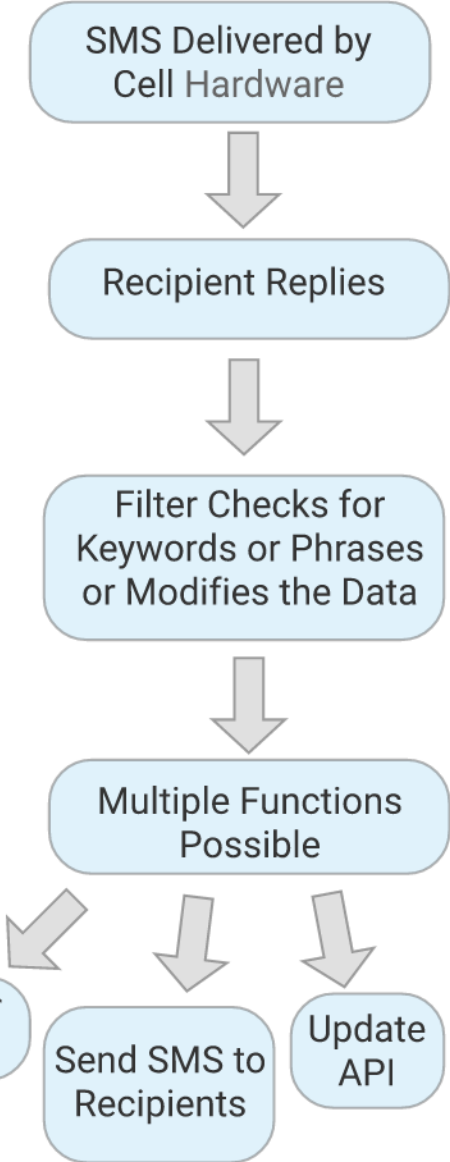 SMS Delivered by
Cell Hardware
Recipient Replies
Filter Checks for
Keywords or Phrases
or Modifies the Data
Multiple Functions
Possible
Send SMS to
Recipients
Update
API